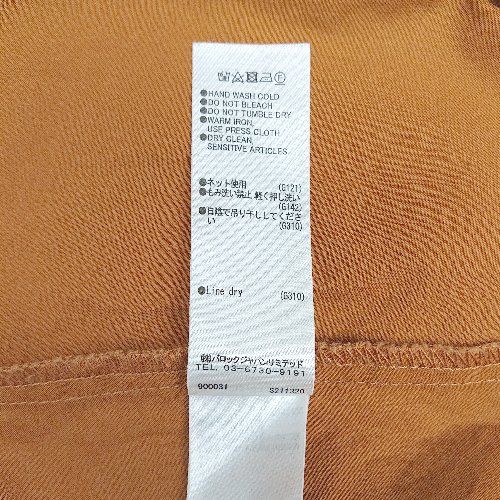 ●HAND WASH COLD
●DO NOT BLEACH
●DO NOT TUMBLE DRY
●WARM IRON,
USE PRESS CLOTH
●DRY CLEAN,
SENSITIVE ARTICLES
●ネット使用 (G121)
●もみ洗い禁止、軽く押し洗い
(G142)
●日陰で吊り干ししてくださ
い (G310)
●Line dry (G310)
㈱バロックジャパンリミテッド
TEL. 03-6730-9191
900031 S271320